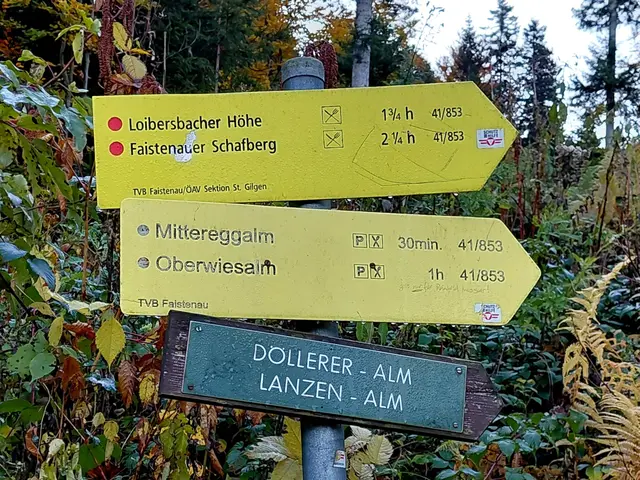 Loibersbacher Höhe 1¾ h 41/853
Faistenauer Schafberg 2¼ h 41/853
TVB Faistenau/ÖAV Sektion St. Gilgen
Mittereggalm P 30min. 41/853
Oberwiesalm P 1h 41/853
TVB Faistenau
DÖLLERER - ALM
LANZEN - ALM